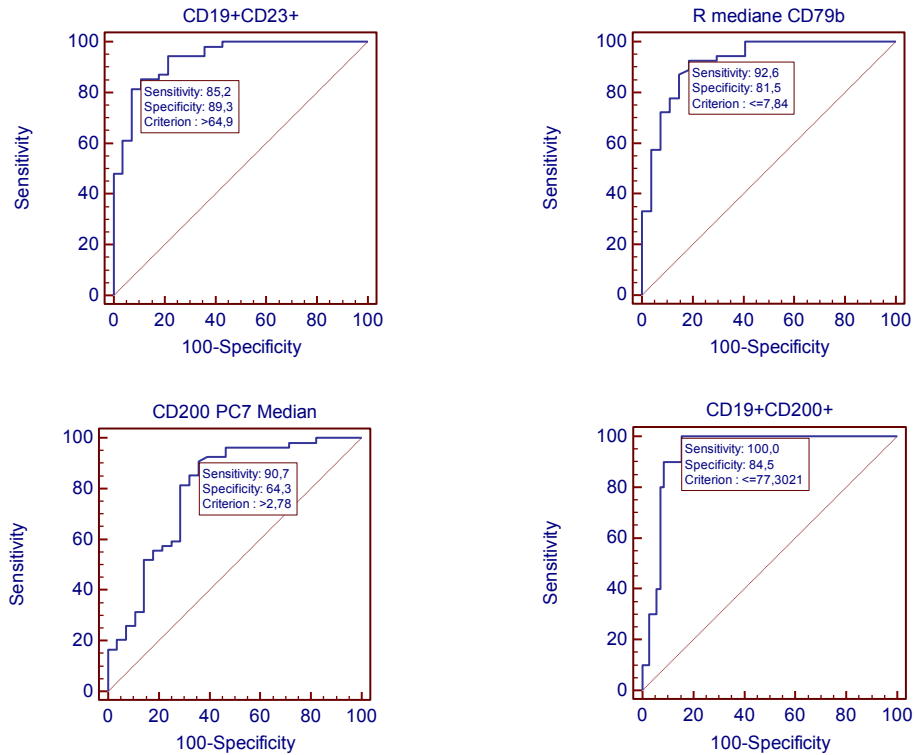 CD19+CD23+
100
80
60
40
20
0
Sensitivity
Sensitivity: 85,2
Specificity: 89,3
Criterion : >64,9
0 20 40 60 80 100
100-Specificity
R mediane CD79b
100
80
60
40
20
0
Sensitivity
Sensitivity: 92,6
Specificity: 81,5
Criterion : <=7,84
0 20 40 60 80 100
100-Specificity
CD200 PC7 Median
100
80
60
40
20
0
Sensitivity
Sensitivity: 90,7
Specificity: 64,3
Criterion : >2,78
0 20 40 60 80 100
100-Specificity
CD19+CD200+
100
80
60
40
20
0
Sensitivity
Sensitivity: 100,0
Specificity: 84,5
Criterion : <=77,3021
0 20 40 60 80 100
100-Specificity